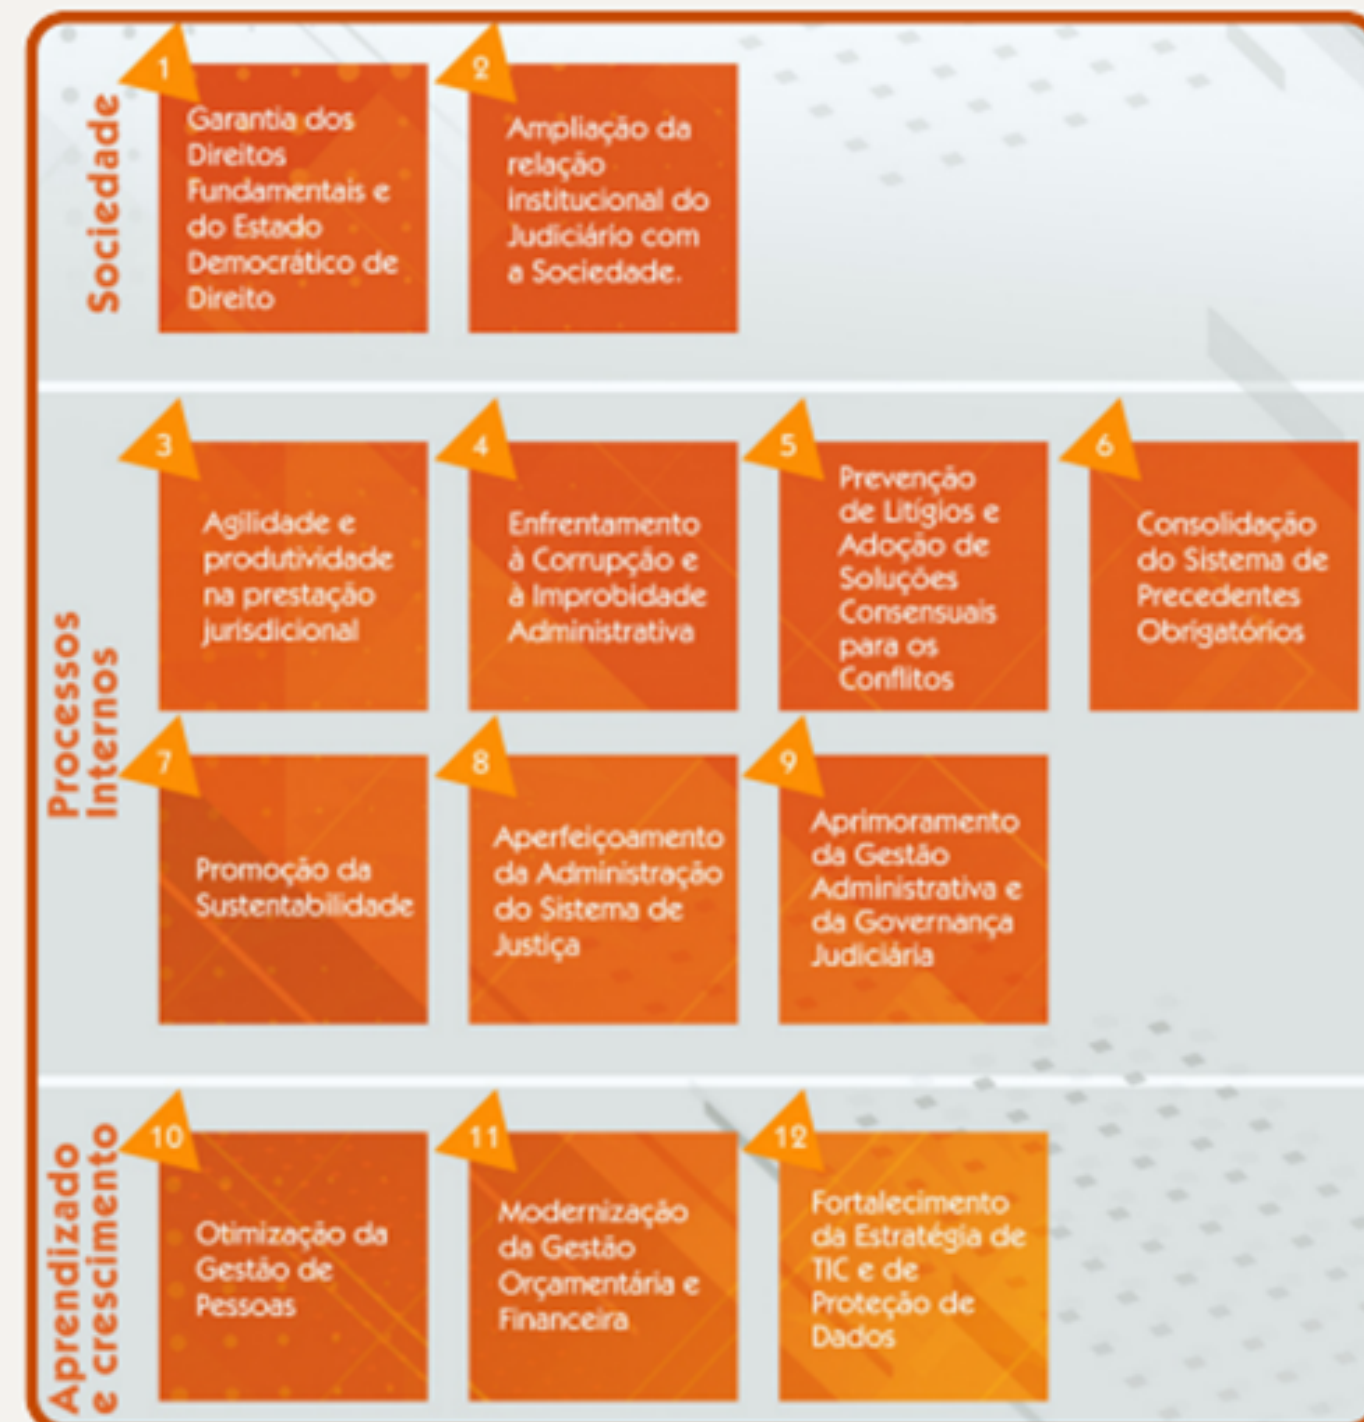 Sociedade
1
Garantia dos
Direitos
Fundamentais e
do Estado
Democrático de
Direito
2
Ampliação da
relação
institucional do
Judiciário com
a Sociedade.
Processos
Internos
3
Agilidade e
produtividade
na prestação
jurisdicional
4
Enfrentamento
à Corrupção e
à Improbidade
Administrativa
5
Prevenção
de Litígios e
Adoção de
Soluções
Consensuais
para os
Conflitos
6
Consolidação
do Sistema de
Precedentes
Obrigatórios
7
Promoção da
Sustentabilidade
8
Aperfeiçoamento
da Administração
do Sistema de
Justiça
9
Aprimoramento
da Gestão
Administrativa e
da Governança
Judiciária
Aprendizado
e crescimento
10
Otimização da
Gestão de
Pessoas
11
Modernização
da Gestão
Orçamentária e
Financeira
12
Fortalecimento
da Estratégia de
TIC e de
Proteção de
Dados